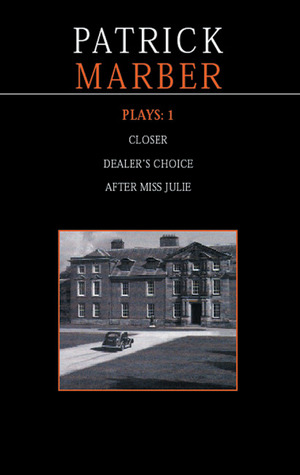 PATRICK
MARBER
PLAYS: 1
CLOSER
DEALER'S CHOICE
AFTER MISS JULIE